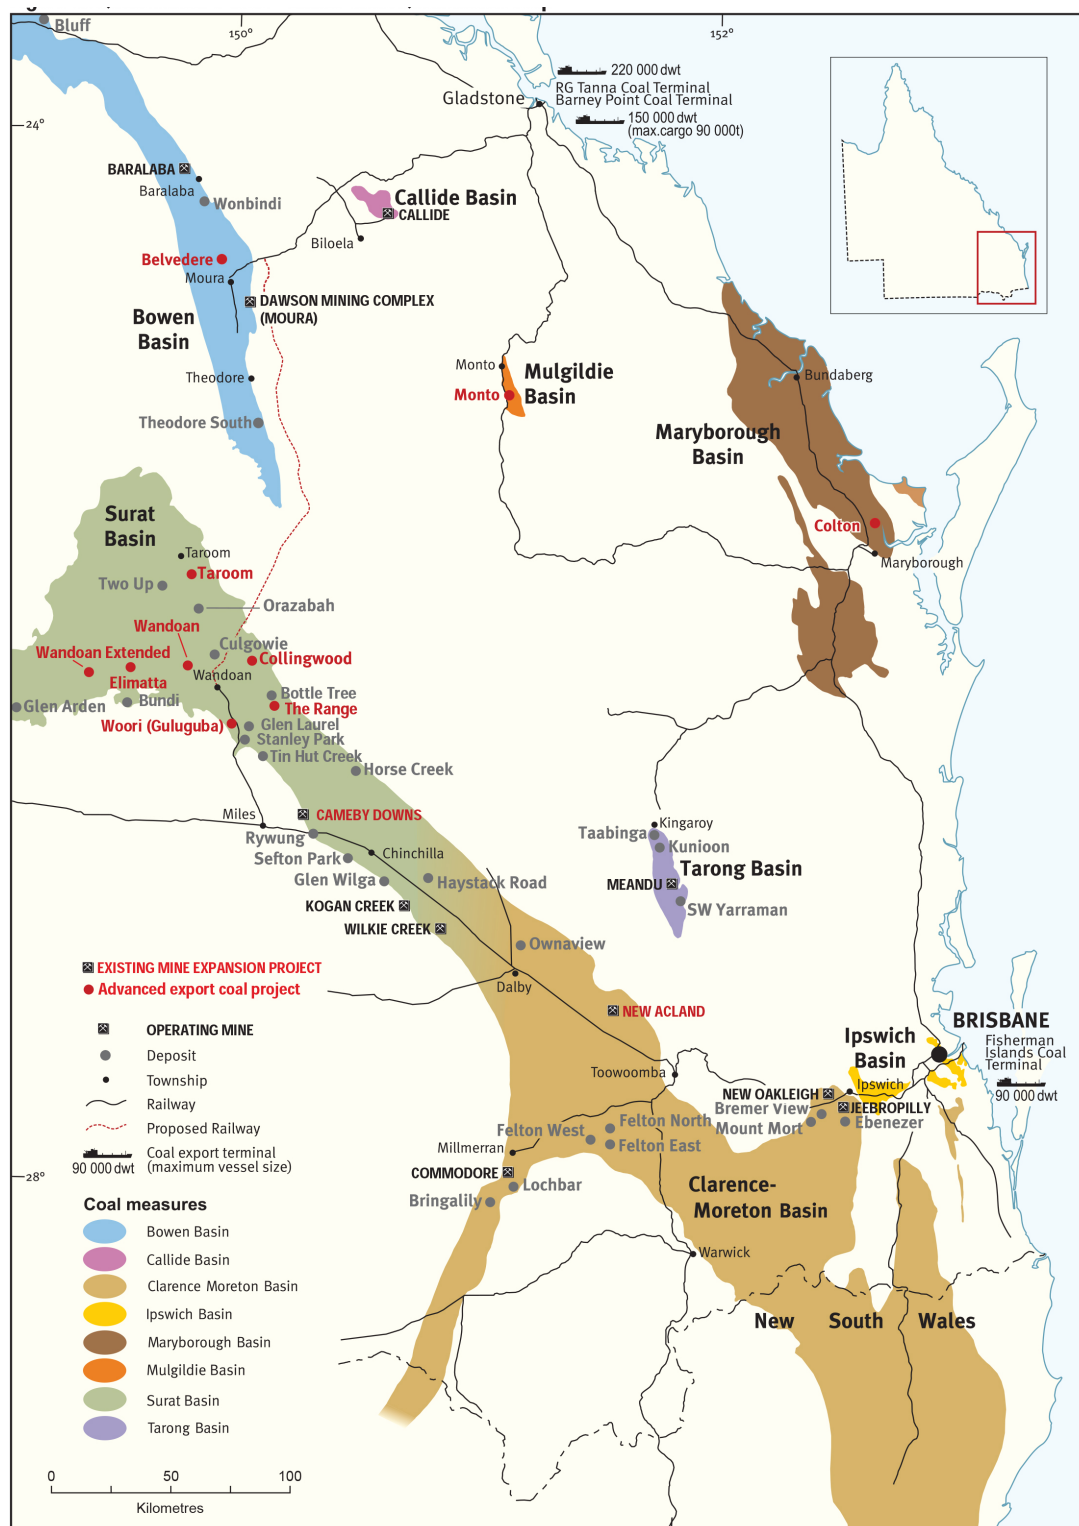 Bluff
150°
152°
220 000 dwt
RG Tanna Coal Terminal
Barney Point Coal Terminal
150 000 dwt
(max.cargo 90 000t)
Gladstone
24°
BARALABA
Baralaba
Wonbindi
Callide Basin
CALLIDE
Biloela
Belvedere
Moura
DAWSON MINING COMPLEX
(MOURA)
Bowen
Basin
Theodore
Theodore South
Monto
Monto
Mulgildie
Basin
Bundaberg
Maryborough
Basin
Colton
Maryborough
Surat
Basin
Taroom
Taroom
Two Up
Orazabah
Wandoan
Culgowie
Wandoan Extended
Collingwood
Elimatta
Wandoan
Bottle Tree
Glen Arden
Bundi
The Range
Woori (Guluguba)
Glen Laurel
Stanley Park
Tin Hut Creek
Horse Creek
Miles
CAMEBY DOWNS
Rywung
Chinchilla
Sefton Park
Glen Wilga
Haystack Road
KOGAN CREEK
WILKIE CREEK
Kingaroy
Taabinga
Kunioon
Tarong Basin
MEANDU
SW Yarraman
Ownaview
Dalby
NEW ACLAND
EXISTING MINE EXPANSION PROJECT
Advanced export coal project
OPERATING MINE
Deposit
Township
Railway
Proposed Railway
90 000 dwt
Coal export terminal
(maximum vessel size)
BRISBANE
Fisherman
Islands Coal
Terminal
90 000 dwt
Ipswich
Basin
Ipswich
Toowoomba
NEW OAKLEIGH
JEEBROPILLY
Bremer View
Mount Mort
Ebenezer
Felton North
Felton West
Felton East
Millmerran
COMMODORE
Lochbar
Bringalily
28°
Clarence-
Moreton Basin
Warwick
New South Wales
Coal measures
Bowen Basin
Callide Basin
Clarence Moreton Basin
Ipswich Basin
Maryborough Basin
Mulgildie Basin
Surat Basin
Tarong Basin
0 50 100
Kilometres